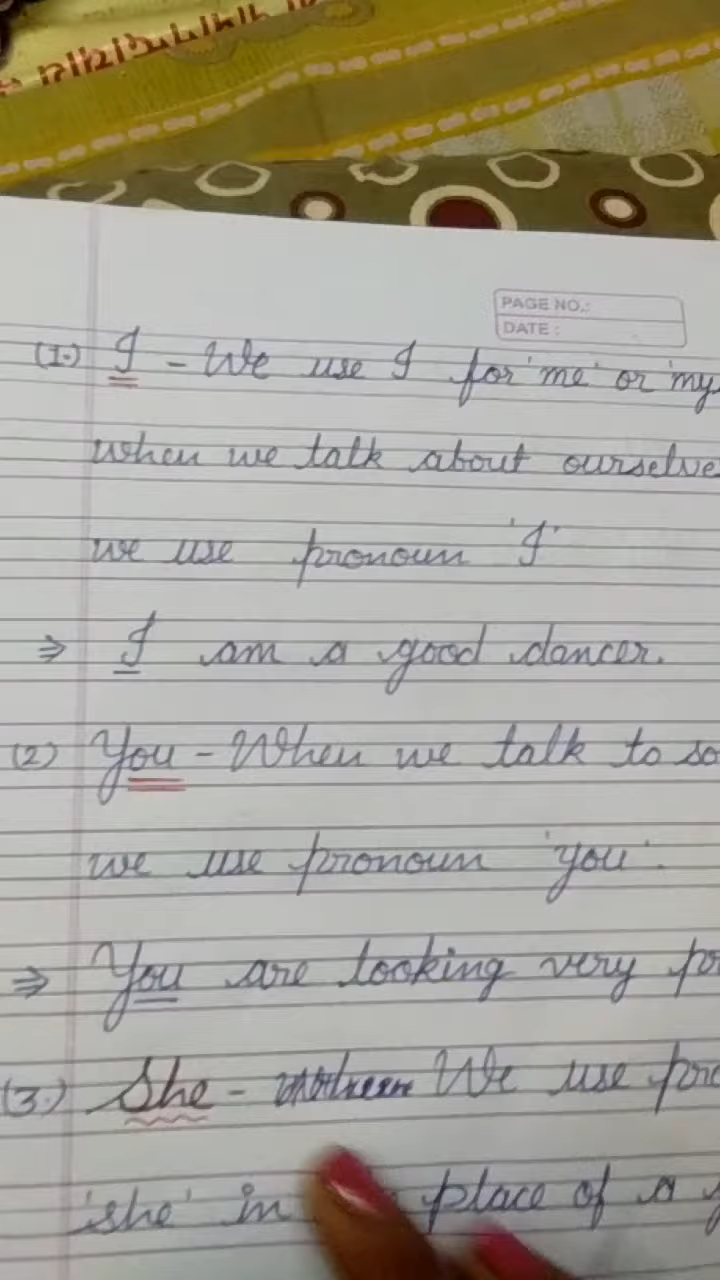 PAGE NO.:
DATE :
(1.) I - We use I for 'me' or 'my
when we talk about ourselve
we use pronoun 'I'
⇒ I am a good dancer.
(2) You - When we talk to so
we use pronoun 'you'.
⇒ You are looking very pr
(3.) She - We use pro
'she' in place of a